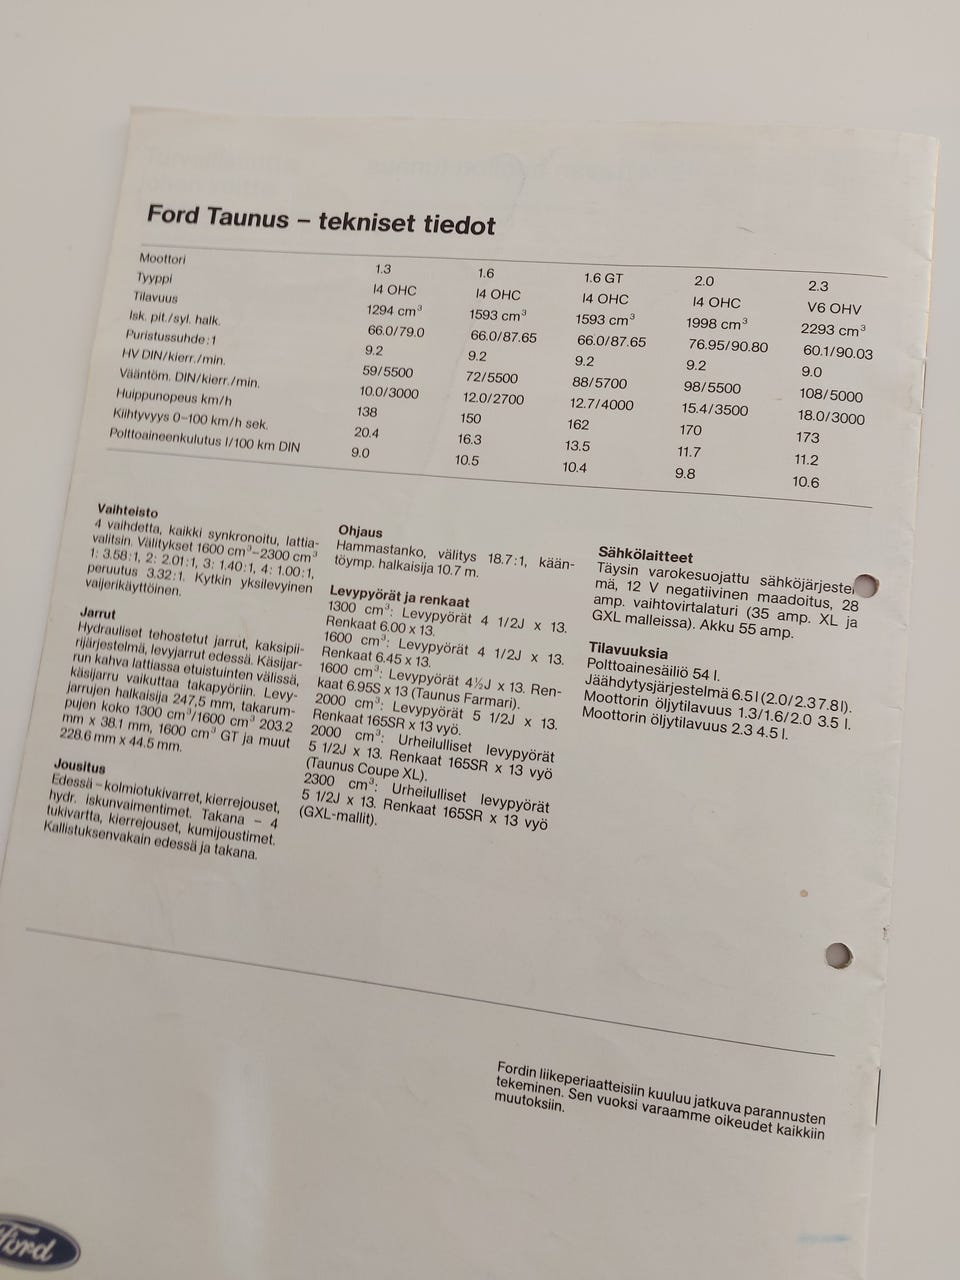 Ford Taunus – tekniset tiedot
Moottori 1.3 1.6 1.6 GT 2.0 2.3
Tyyppi I4 OHC I4 OHC I4 OHC I4 OHC V6 OHV
Tilavuus 1294 cm³ 1593 cm³ 1593 cm³ 1998 cm³ 2293 cm³
Isk. pit./syl. halk. 66.0/79.0 66.0/87.65 66.0/87.65 76.95/90.80 60.1/90.03
Puristussuhde:1 9.2 9.2 9.2 9.2 9.0
HV DIN/kierr./min. 59/5500 72/5500 88/5700 98/5500 108/5000
Vääntöm. DIN/kierr./min. 10.0/3000 12.0/2700 12.7/4000 15.4/3500 18.0/3000
Huippunopeus km/h 138 150 162 170 173
Kiihtyvyys 0–100 km/h sek. 20.4 16.3 13.5 11.7 11.2
Polttoaineenkulutus l/100 km DIN 9.0 10.5 10.4 9.8 10.6
Vaihteisto
4 vaihdetta, kaikki synkronoitu, lattia-
valitsin. Välitykset 1600 cm³–2300 cm³
1: 3.58:1, 2: 2.01:1, 3: 1.40:1, 4: 1.00:1,
peruutus 3.32:1. Kytkin yksilevyinen
vaijerikäyttöinen.
Jarrut
Hydrauliset tehostetut jarrut, kaksipii-
rijärjestelmä, levyjarrut edessä. Käsijar-
run kahva lattiassa etuistuinten välissä,
käsijarru vaikuttaa takapyöriin. Levy-
jarrujen halkaisija 247,5 mm, takarum-
pujen koko 1300 cm³/1600 cm³ 203.2
mm x 38.1 mm, 1600 cm³ GT ja muut
228.6 mm x 44.5 mm.
Jousitus
Edessä – kolmiotukivarret, kierrejouset,
hydr. iskunvaimentimet. Takana – 4
tukivartta, kierrejouset, kumijoustimet.
Kallistuksenvakain edessä ja takana.
Ohjaus
Hammastanko, välitys 18.7:1, kään-
töymp. halkaisija 10.7 m.
Levypyörät ja renkaat
1300 cm³: Levypyörät 4 1/2J x 13.
Renkaat 6.00 x 13.
1600 cm³: Levypyörät 4 1/2J x 13.
Renkaat 6.45 x 13.
1600 cm³: Levypyörät 4½J x 13. Ren-
kaat 6.95S x 13 (Taunus Farmari).
2000 cm³: Levypyörät 5 1/2J x 13.
Renkaat 165SR x 13 vyö.
2000 cm³: Urheilulliset levypyörät
5 1/2J x 13. Renkaat 165SR x 13 vyö
(Taunus Coupe XL).
2300 cm³: Urheilulliset levypyörät
5 1/2J x 13. Renkaat 165SR x 13 vyö
(GXL-mallit).
Sähkölaitteet
Täysin varokesuojattu sähköjärjestel
mä, 12 V negatiivinen maadoitus, 28
amp. vaihtovirtalaturi (35 amp. XL ja
GXL malleissa). Akku 55 amp.
Tilavuuksia
Polttoainesäiliö 54 l.
Jäähdytysjärjestelmä 6.5 l (2.0/2.3 7.8 l).
Moottorin öljytilavuus 1.3/1.6/2.0 3.5 l.
Moottorin öljytilavuus 2.3 4.5 l.
Fordin liikeperiaatteisiin kuuluu jatkuva parannusten
tekeminen. Sen vuoksi varaamme oikeudet kaikkiin
muutoksiin.
Ford